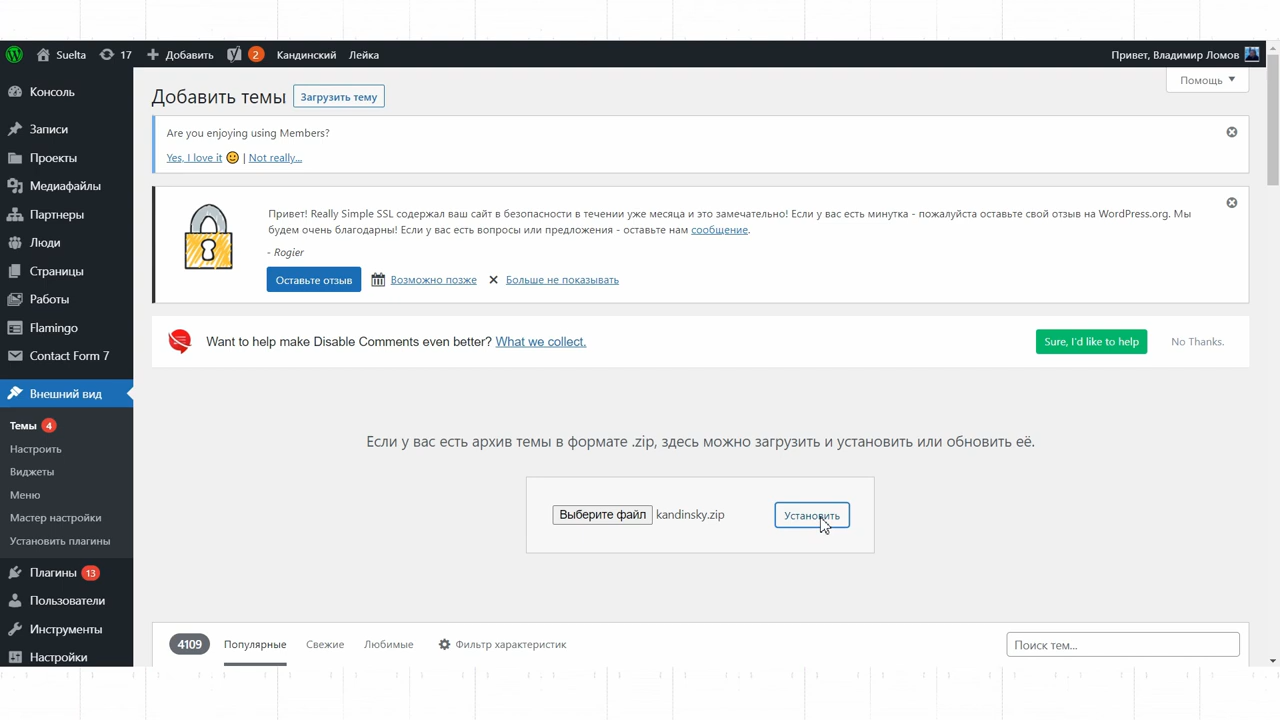 Suelta 17 Добавить 2 Кандинский Лейка Привет, Владимир Ломов
Помощь
Консоль
Записи
Проекты
Медиафайлы
Партнеры
Люди
Страницы
Работы
Flamingo
Contact Form 7
Внешний вид
Темы 4
Настроить
Виджеты
Меню
Мастер настройки
Установить плагины
Плагины 13
Пользователи
Инструменты
Настройки
Добавить темы Загрузить тему
Are you enjoying using Members?
Yes, I love it | Not really...
Привет! Really Simple SSL содержал ваш сайт в безопасности в течении уже месяца и это замечательно! Если у вас есть минутка - пожалуйста оставьте свой отзыв на WordPress.org. Мы
будем очень благодарны! Если у вас есть вопросы или предложения - оставьте нам сообщение.
- Rogier
Оставьте отзыв Возможно позже Больше не показывать
Want to help make Disable Comments even better? What we collect. Sure, I'd like to help No Thanks.
Если у вас есть архив темы в формате .zip, здесь можно загрузить и установить или обновить её.
Выберите файл kandinsky.zip Установить
4109 Популярные Свежие Любимые Фильтр характеристик Поиск тем...